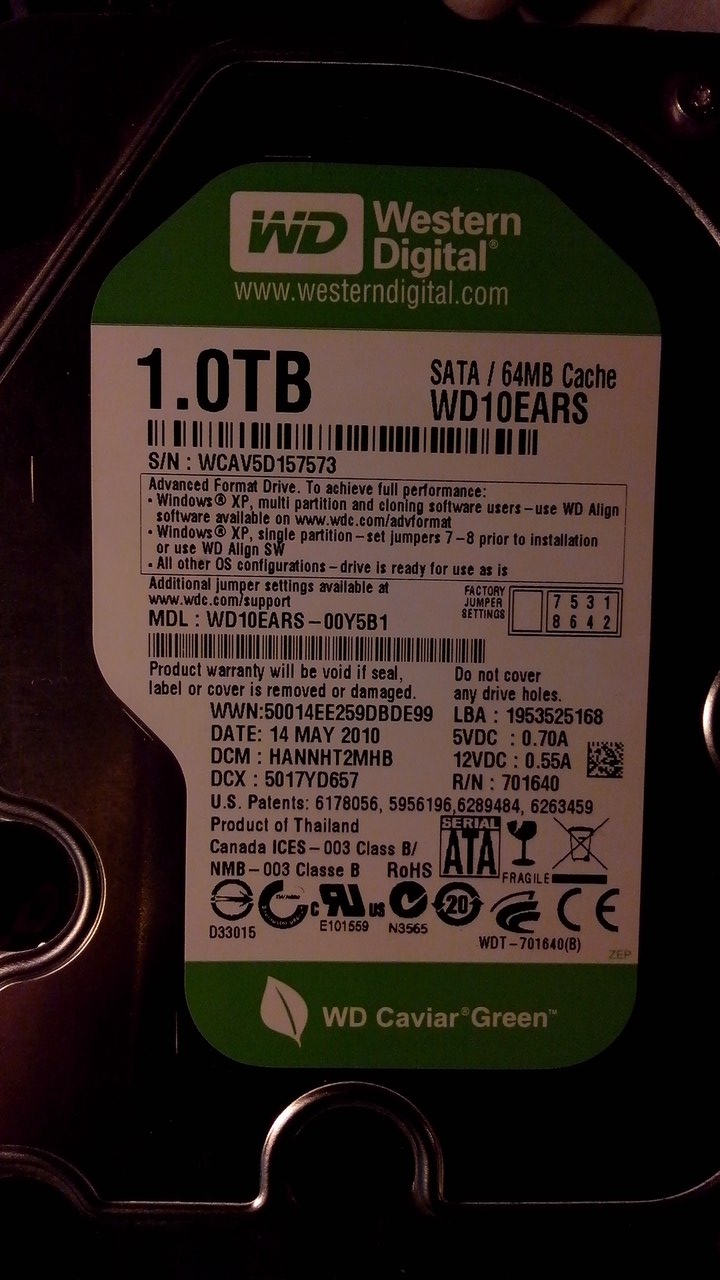 WD Western
Digital®
www.westerndigital.com
1.0TB
SATA / 64MB Cache
WD10EARS
S/N : WCAV5D157573
Advanced Format Drive. To achieve full performance:
• Windows® XP, multi partition and cloning software users – use WD Align
software available on www.wdc.com/advformat
• Windows® XP, single partition – set jumpers 7-8 prior to installation
or use WD Align SW
• All other OS configurations – drive is ready for use as is
Additional jumper settings available at
www.wdc.com/support
FACTORY
JUMPER
SETTINGS
7 5 3 1
8 6 4 2
MDL : WD10EARS-00Y5B1
Product warranty will be void if seal,
label or cover is removed or damaged.
Do not cover
any drive holes.
WWN:50014EE259DBDE99
LBA : 1953525168
DATE: 14 MAY 2010
5VDC : 0.70A
DCM : HANNHT2MHB
12VDC : 0.55A
DCX : 5017YD657
R/N : 701640
U.S. Patents: 6178056, 5956196,6289484, 6263459
Product of Thailand
Canada ICES-003 Class B/
NMB-003 Classe B
RoHS
SERIAL
ATA
FRAGILE
D33015
c RU us
E101559
N3565
20
CE
WDT-701640(B)
ZEP
WD Caviar®Green™